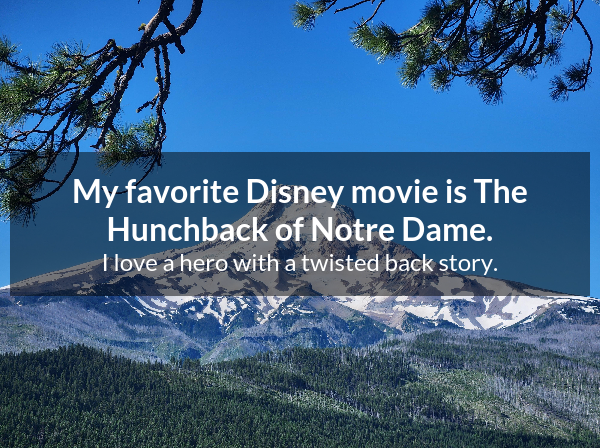 My favorite Disney movie is The
Hunchback of Notre Dame.
I love a hero with a twisted back story.